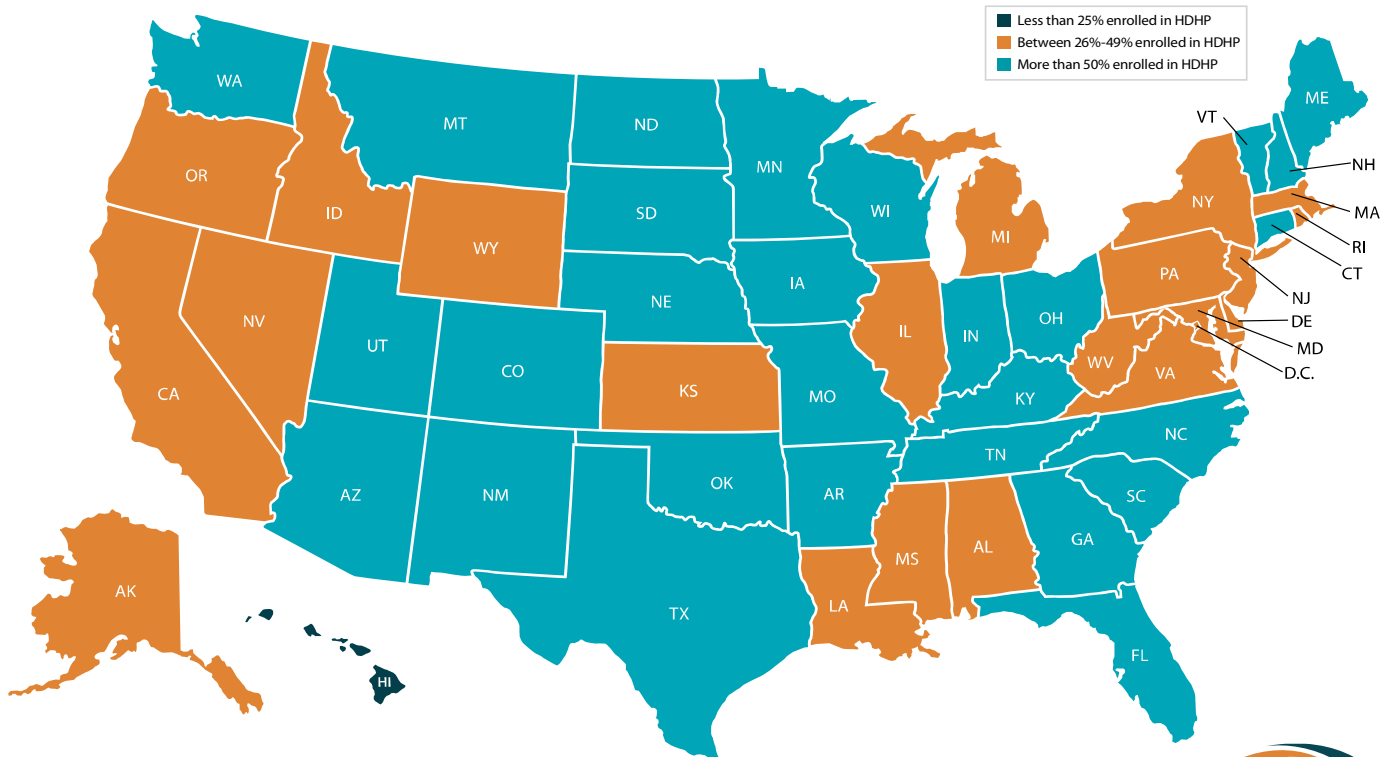 Less than 25% enrolled in HDHP
Between 26%-49% enrolled in HDHP
More than 50% enrolled in HDHP
WA
MT
ND
MN
ME
VT
NH
OR
ID
WY
SD
WI
MI
NY
MA
RI
CT
NV
UT
CO
NE
IA
IL
IN
OH
PA
NJ
DE
MD
D.C.
CA
KS
MO
KY
WV
VA
AZ
NM
OK
AR
TN
NC
SC
GA
AL
MS
LA
TX
FL
AK
HI